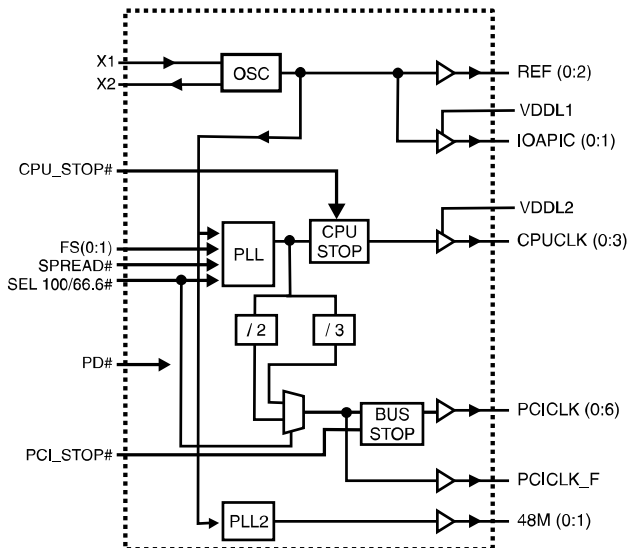 X1
OSC
REF (0:2)
X2
VDDL1
IOAPIC (0:1)
CPU_STOP#
VDDL2
CPU
STOP
CPUCLK (0:3)
PLL
FS(0:1)
SPREAD#
SEL 100/66.6#
/ 2
/ 3
PD#
BUS
STOP
PCICLK (0:6)
PCI_STOP#
PCICLK_F
PLL2
48M (0:1)